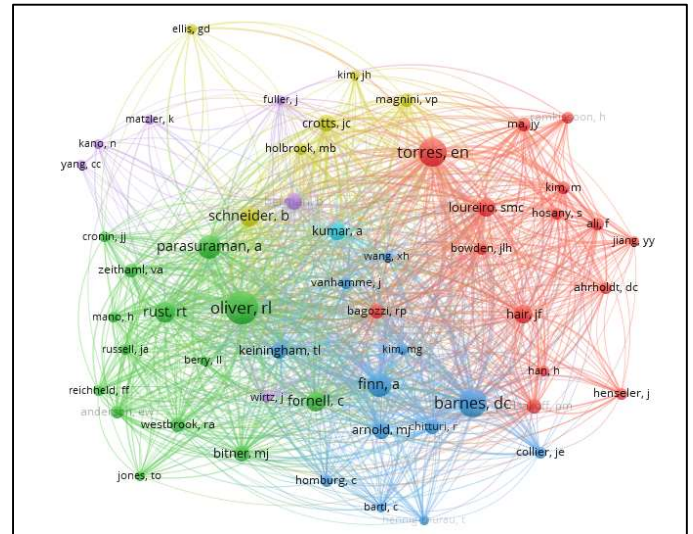 ellis, gd
kim, jh
fuller, j
magnini, vp
matzler, k
crotts, jc
ma, jy
kano, n
holbrook, mb
torres, en
yang, cc
kim, m
schneider, b
loureiro, smc
hosany, s
kumar, a
ali, f
cronin, jj
parasuraman, a
bowden, jlh
jiang, yy
wang, xh
zeithaml, va
vanhamme, j
ahrholdt, dc
oliver, rl
mano, h
rust, rt
bagozzi, rp
hair, jf
russell, ja
keiningham, tl
kim, mg
berry, ll
han, h
reichheld, ff
finn, a
wirtz, j
fornell, c
barnes, dc
henseler, j
anderson, ew
westbrook, ra
arnold, mj
chitturi, r
bitner, mj
collier, je
jones, to
homburg, c
bartl, c
hennig-thurau, t